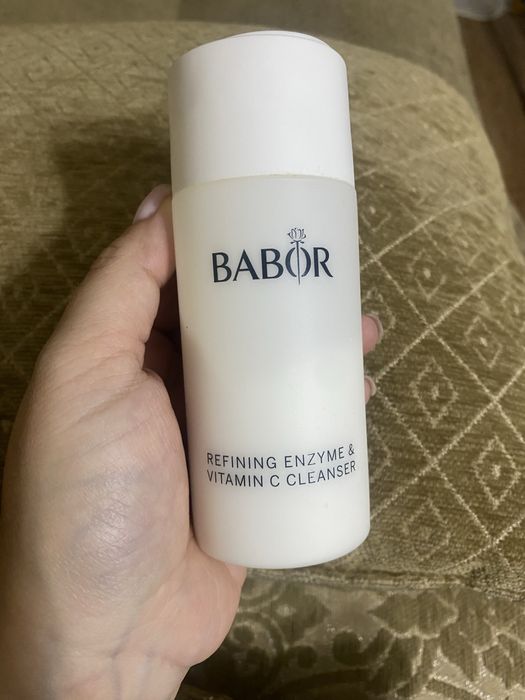 BABOR
REFINING ENZYME &
VITAMIN C CLEANSER